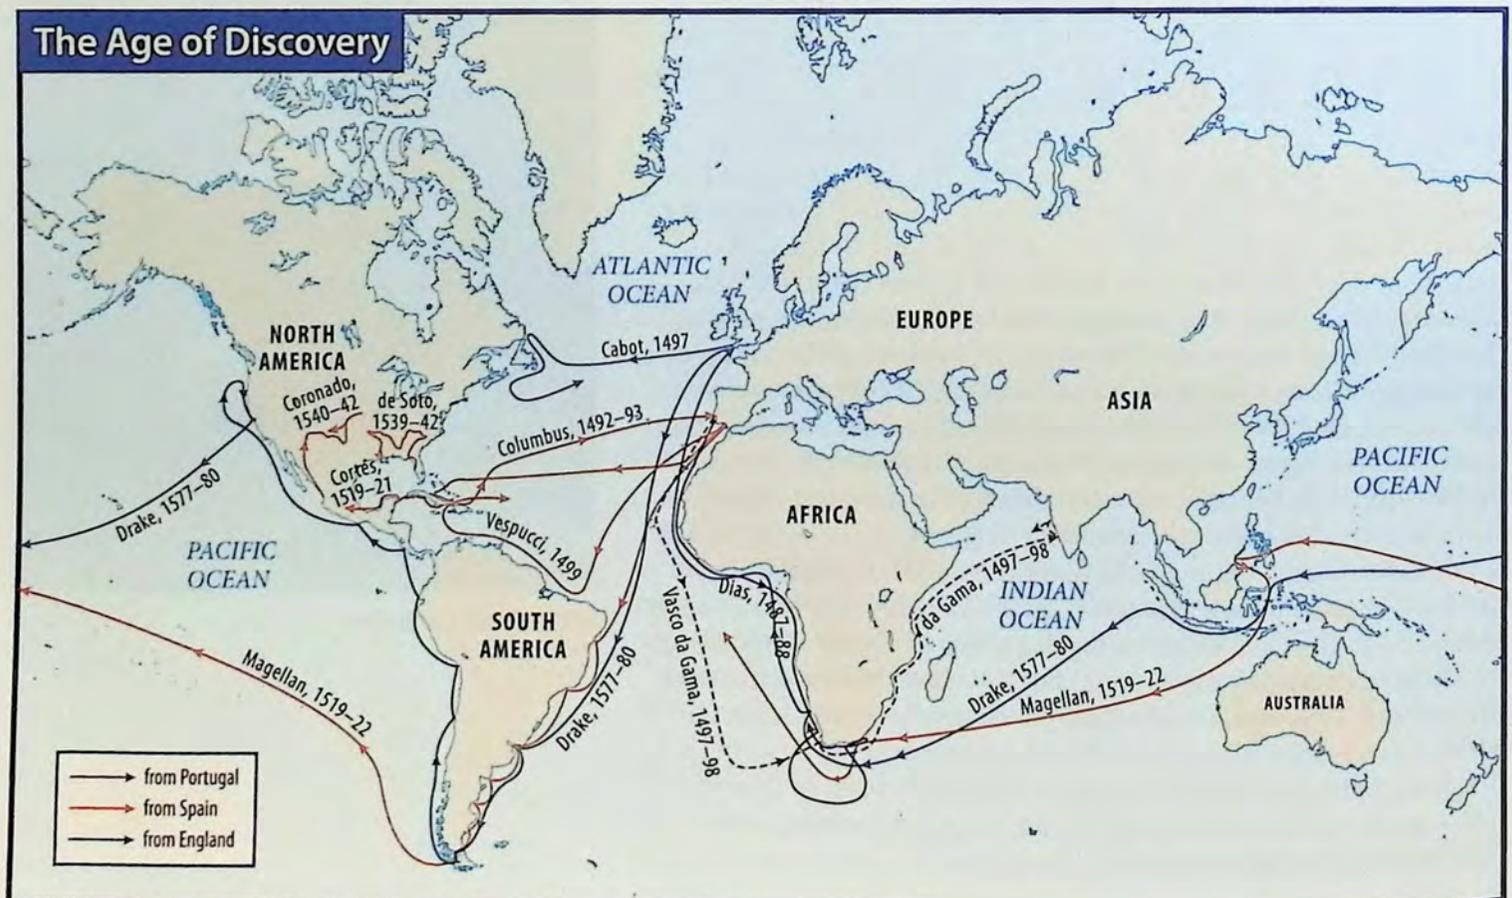 The Age of Discovery
ATLANTIC
OCEAN
NORTH
AMERICA
EUROPE
ASIA
Cabot, 1497
Coronado,
1540–42
de Soto,
1539–42
Columbus, 1492–93
Cortés,
1519–21
PACIFIC
OCEAN
Drake, 1577–80
Vespucci, 1499
AFRICA
PACIFIC
OCEAN
SOUTH
AMERICA
Dias, 1487–88
Vasco da Gama, 1497–98
da Gama, 1497–98
INDIAN
OCEAN
Magellan, 1519–22
Drake, 1577–80
Drake, 1577–80
Magellan, 1519–22
AUSTRALIA
from Portugal
from Spain
from England